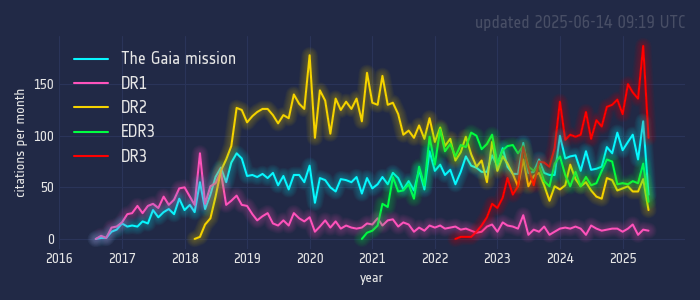 updated 2025-06-14 09:19 UTC
The Gaia mission
DR1
DR2
EDR3
DR3
citations per month
150
100
50
0
2016 2017 2018 2019 2020 2021 2022 2023 2024 2025
year